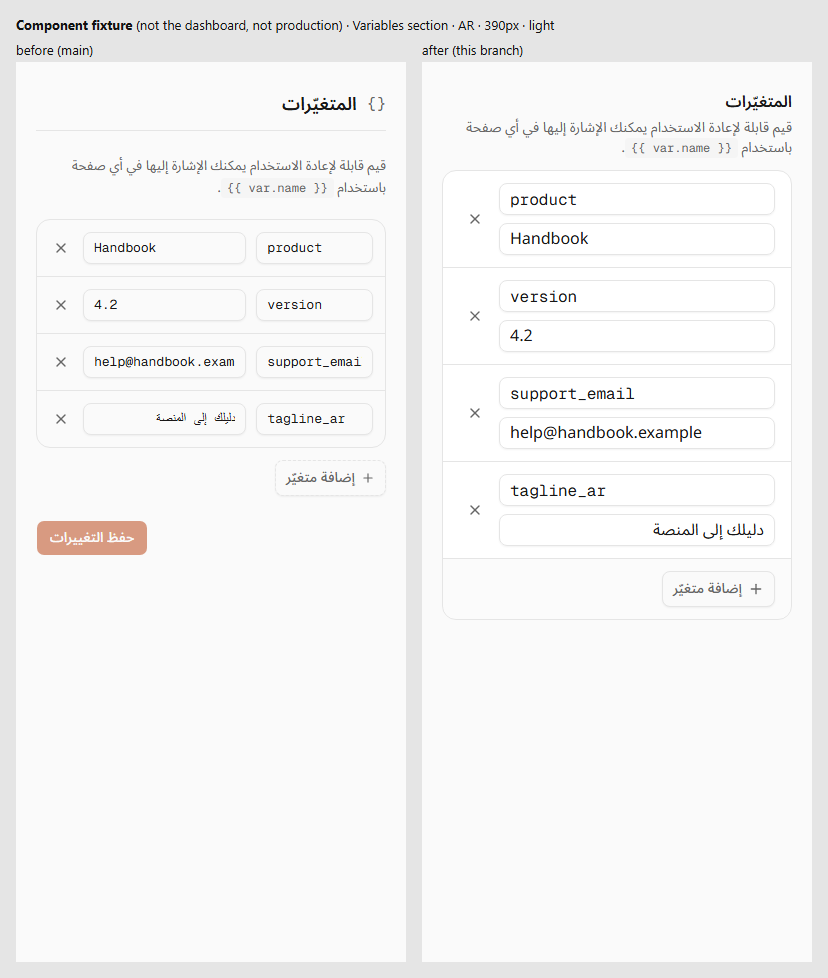 Component fixture (not the dashboard, not production) · Variables section · AR · 390px · light
before (main)
{} المتغيّرات
قيم قابلة لإعادة الاستخدام يمكنك الإشارة إليها في أي صفحة
باستخدام {{ var.name }} .
product
Handbook
version
4.2
support_emai
help@handbook.exam
tagline_ar
دليلك إلى المنصة
+ إضافة متغيّر
حفظ التغييرات
after (this branch)
المتغيّرات
قيم قابلة لإعادة الاستخدام يمكنك الإشارة إليها في أي صفحة
باستخدام {{ var.name }} .
product
Handbook
version
4.2
support_email
help@handbook.example
tagline_ar
دليلك إلى المنصة
+ إضافة متغيّر